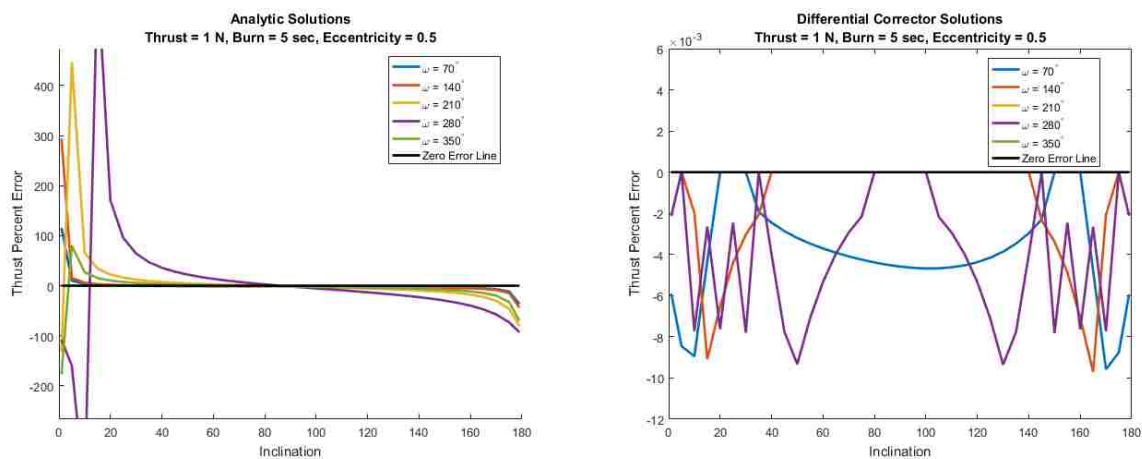 Analytic Solutions
Thrust = 1 N, Burn = 5 sec, Eccentricity = 0.5
Thrust Percent Error
400
300
200
100
0
-100
-200
0 20 40 60 80 100 120 140 160 180
Inclination
ω = 70°
ω = 140°
ω = 210°
ω = 280°
ω = 350°
Zero Error Line
Differential Corrector Solutions
Thrust = 1 N, Burn = 5 sec, Eccentricity = 0.5
× 10⁻³
Thrust Percent Error
6
4
2
0
-2
-4
-6
-8
-10
-12
0 20 40 60 80 100 120 140 160 180
Inclination
ω = 70°
ω = 140°
ω = 210°
ω = 280°
ω = 350°
Zero Error Line